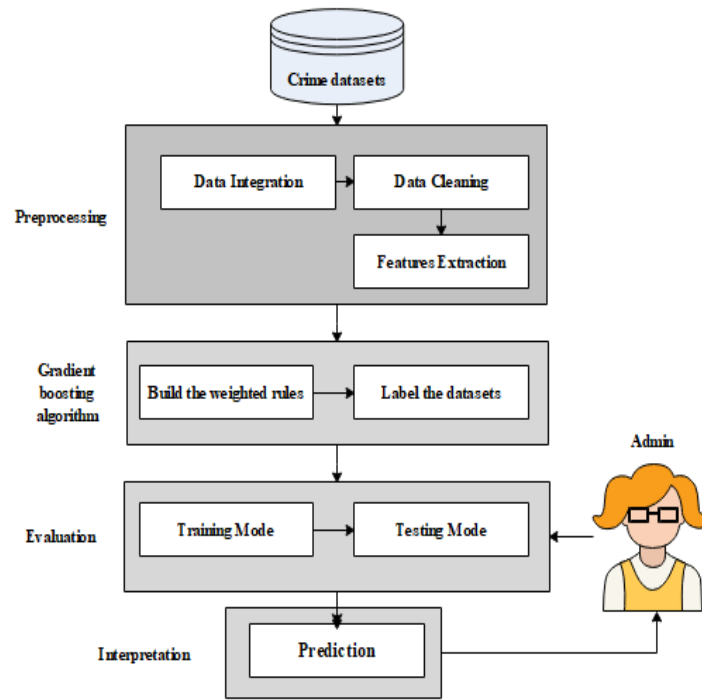 Crime datasets
Data Integration
Data Cleaning
Preprocessing
Features Extraction
Gradient
boosting
algorithm
Build the weighted rules
Label the datasets
Admin
Evaluation
Training Mode
Testing Mode
Interpretation
Prediction